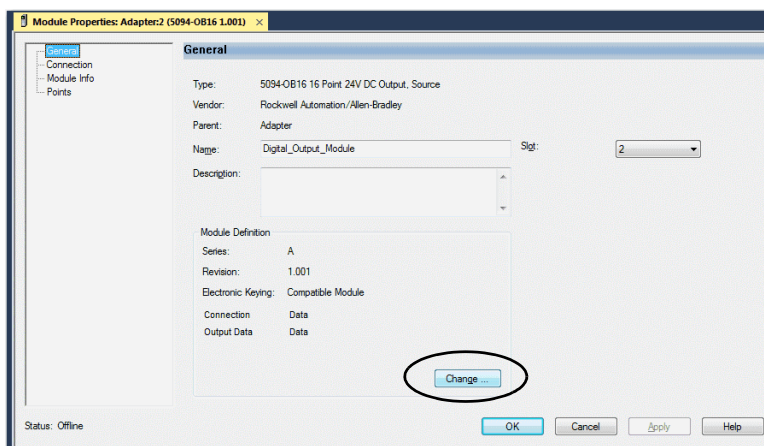 Module Properties: Adapter:2 (5094-OB16 1.001) ×
General
Connection
Module Info
Points
General
Type: 5094-OB16 16 Point 24V DC Output, Source
Vendor: Rockwell Automation/Allen-Bradley
Parent: Adapter
Name: Digital_Output_Module Slot: 2
Description:
Module Definition
Series: A
Revision: 1.001
Electronic Keying: Compatible Module
Connection Data
Output Data Data
Change ...
Status: Offline OK Cancel Apply Help